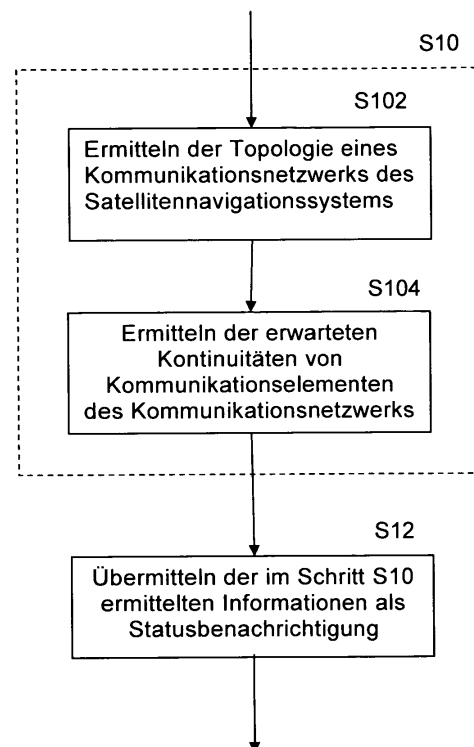 S10
S102
Ermitteln der Topologie eines
Kommunikationsnetzwerks des
Satellitennavigationssystems
S104
Ermitteln der erwarteten
Kontinuitäten von
Kommunikationselementen
des Kommunikationsnetzwerks
S12
Übermitteln der im Schritt S10
ermittelten Informationen als
Statusbenachrichtigung